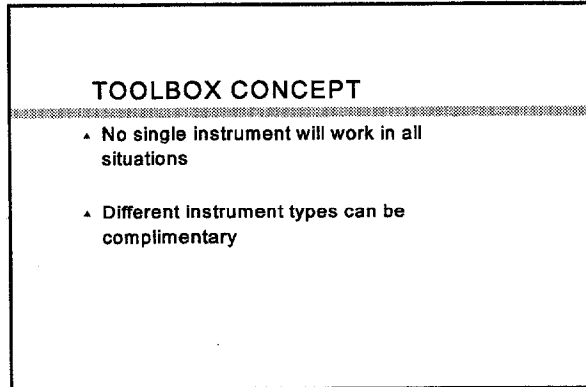 TOOLBOX CONCEPT
▴ No single instrument will work in all
situations
▴ Different instrument types can be
complimentary